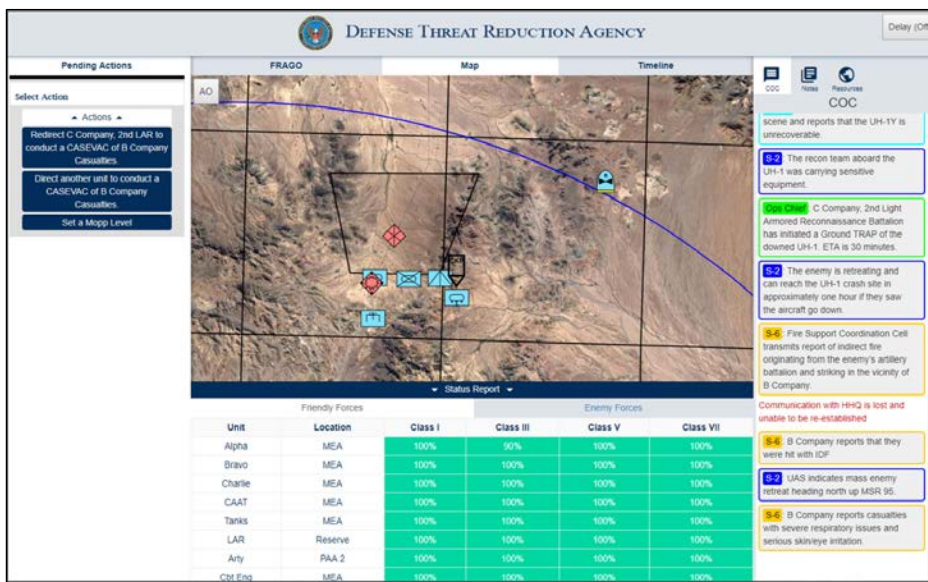 DEFENSE THREAT REDUCTION AGENCY
Delay (Off
Pending Actions
Select Action
Actions
Redirect C Company, 2nd LAR to
conduct a CASEVAC of B Company
Casualties.
Direct another unit to conduct a
CASEVAC of B Company
Casualties.
Set a Mopp Level
FRAGO Map Timeline
AO
Status Report
Friendly Forces Enemy Forces
Unit Location Class I Class III Class V Class VII
Alpha MEA 100% 90% 100% 100%
Bravo MEA 100% 100% 100% 100%
Charlie MEA 100% 100% 100% 100%
CAAT MEA 100% 100% 100% 100%
Tanks MEA 100% 100% 100% 100%
LAR Reserve 100% 100% 100% 100%
Arty PAA 2 100% 100% 100% 100%
Cbt Eng MEA 100% 100% 100% 100%
COC Notes Resources
COC
scene and reports that the UH-1Y is
unrecoverable.
S-2 : The recon team aboard the
UH-1 was carrying sensitive
equipment.
Ops Chief : C Company, 2nd Light
Armored Reconnaissance Battalion
has initiated a Ground TRAP of the
downed UH-1. ETA is 30 minutes.
S-2 : The enemy is retreating and
can reach the UH-1 crash site in
approximately one hour if they saw
the aircraft go down.
S-6 : Fire Support Coordination Cell
transmits report of indirect fire
originating from the enemy's artillery
battalion and striking in the vicinity of
B Company.
Communication with HHQ is lost and
unable to be re-established
S-6 : B Company reports that they
were hit with IDF
S-2 : UAS indicates mass enemy
retreat heading north up MSR 95.
S-6 : B Company reports casualties
with severe respiratory issues and
serious skin/eye irritation.